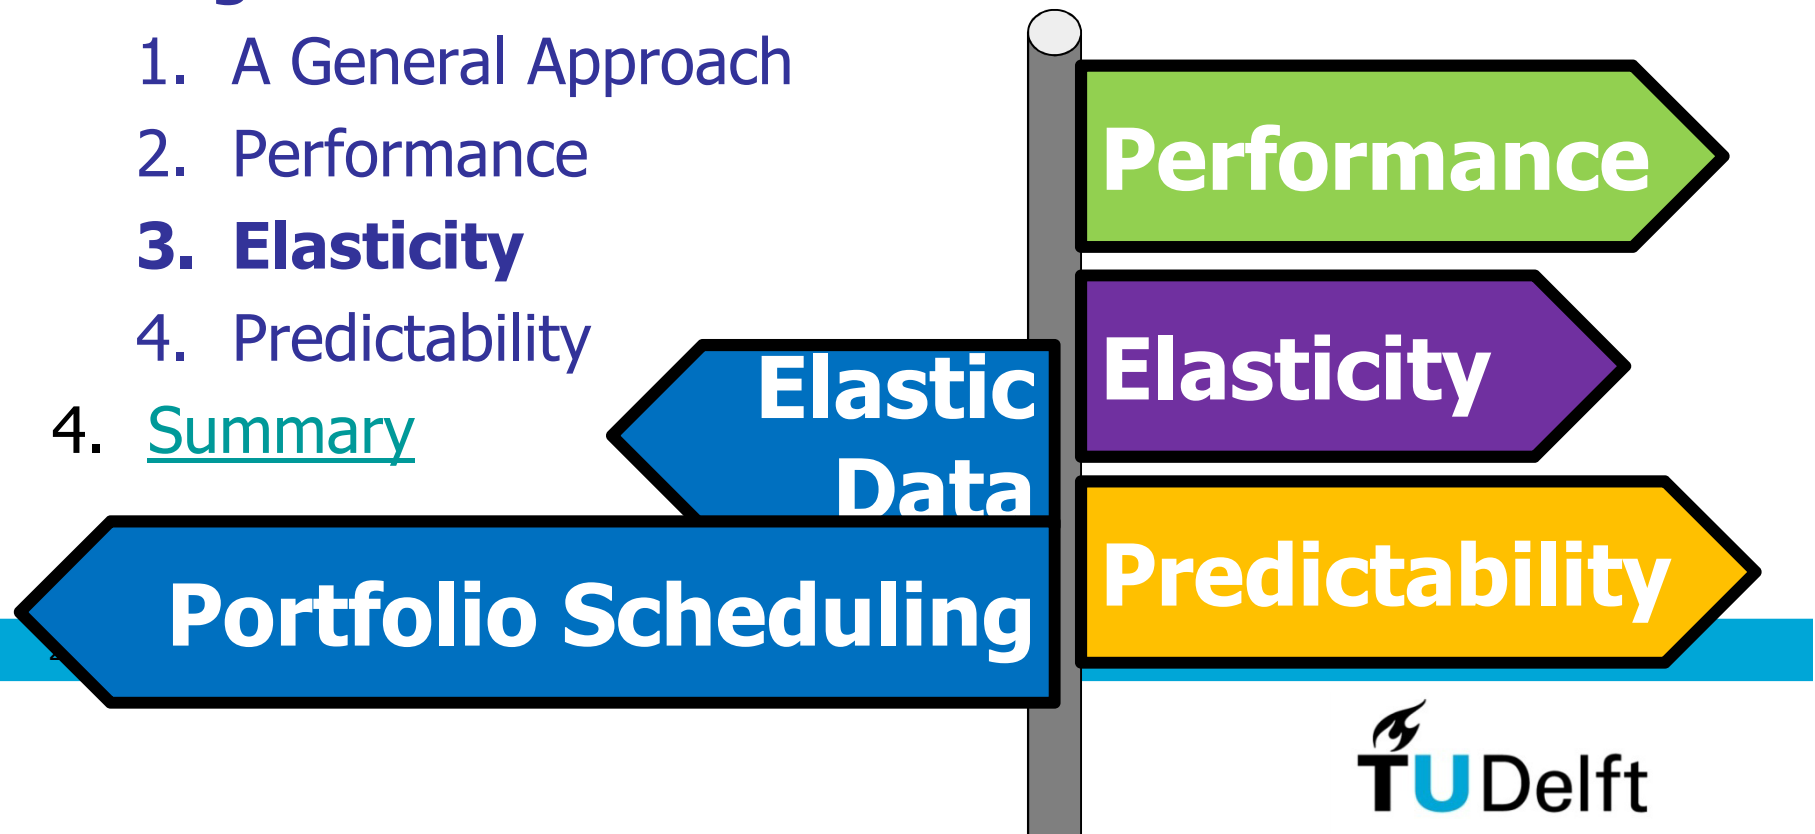 1. A General Approach
2. Performance
3. Elasticity
4. Predictability
4. Summary
Performance
Elasticity
Predictability
Elastic
Data
Portfolio Scheduling
TUDelft